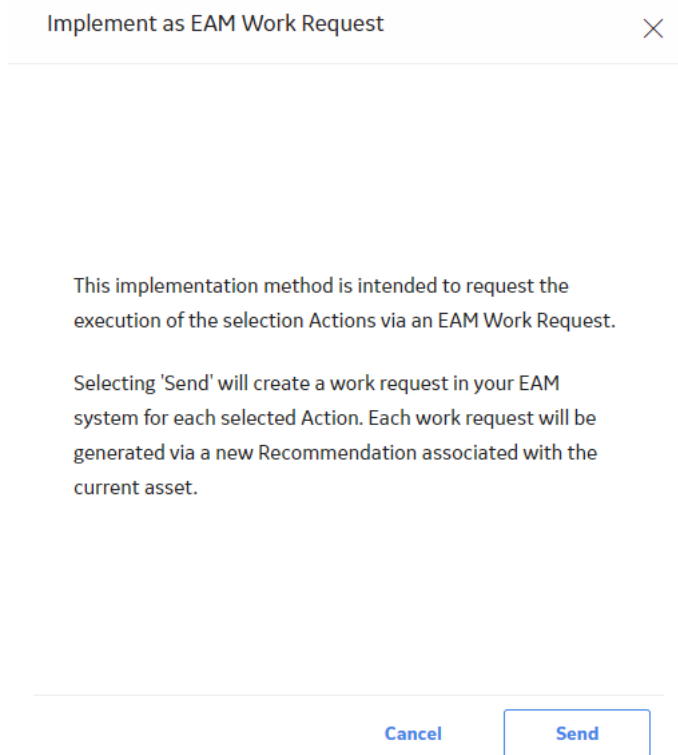 Implement as EAM Work Request
This implementation method is intended to request the
execution of the selection Actions via an EAM Work Request.
Selecting 'Send' will create a work request in your EAM
system for each selected Action. Each work request will be
generated via a new Recommendation associated with the
current asset.
Cancel
Send